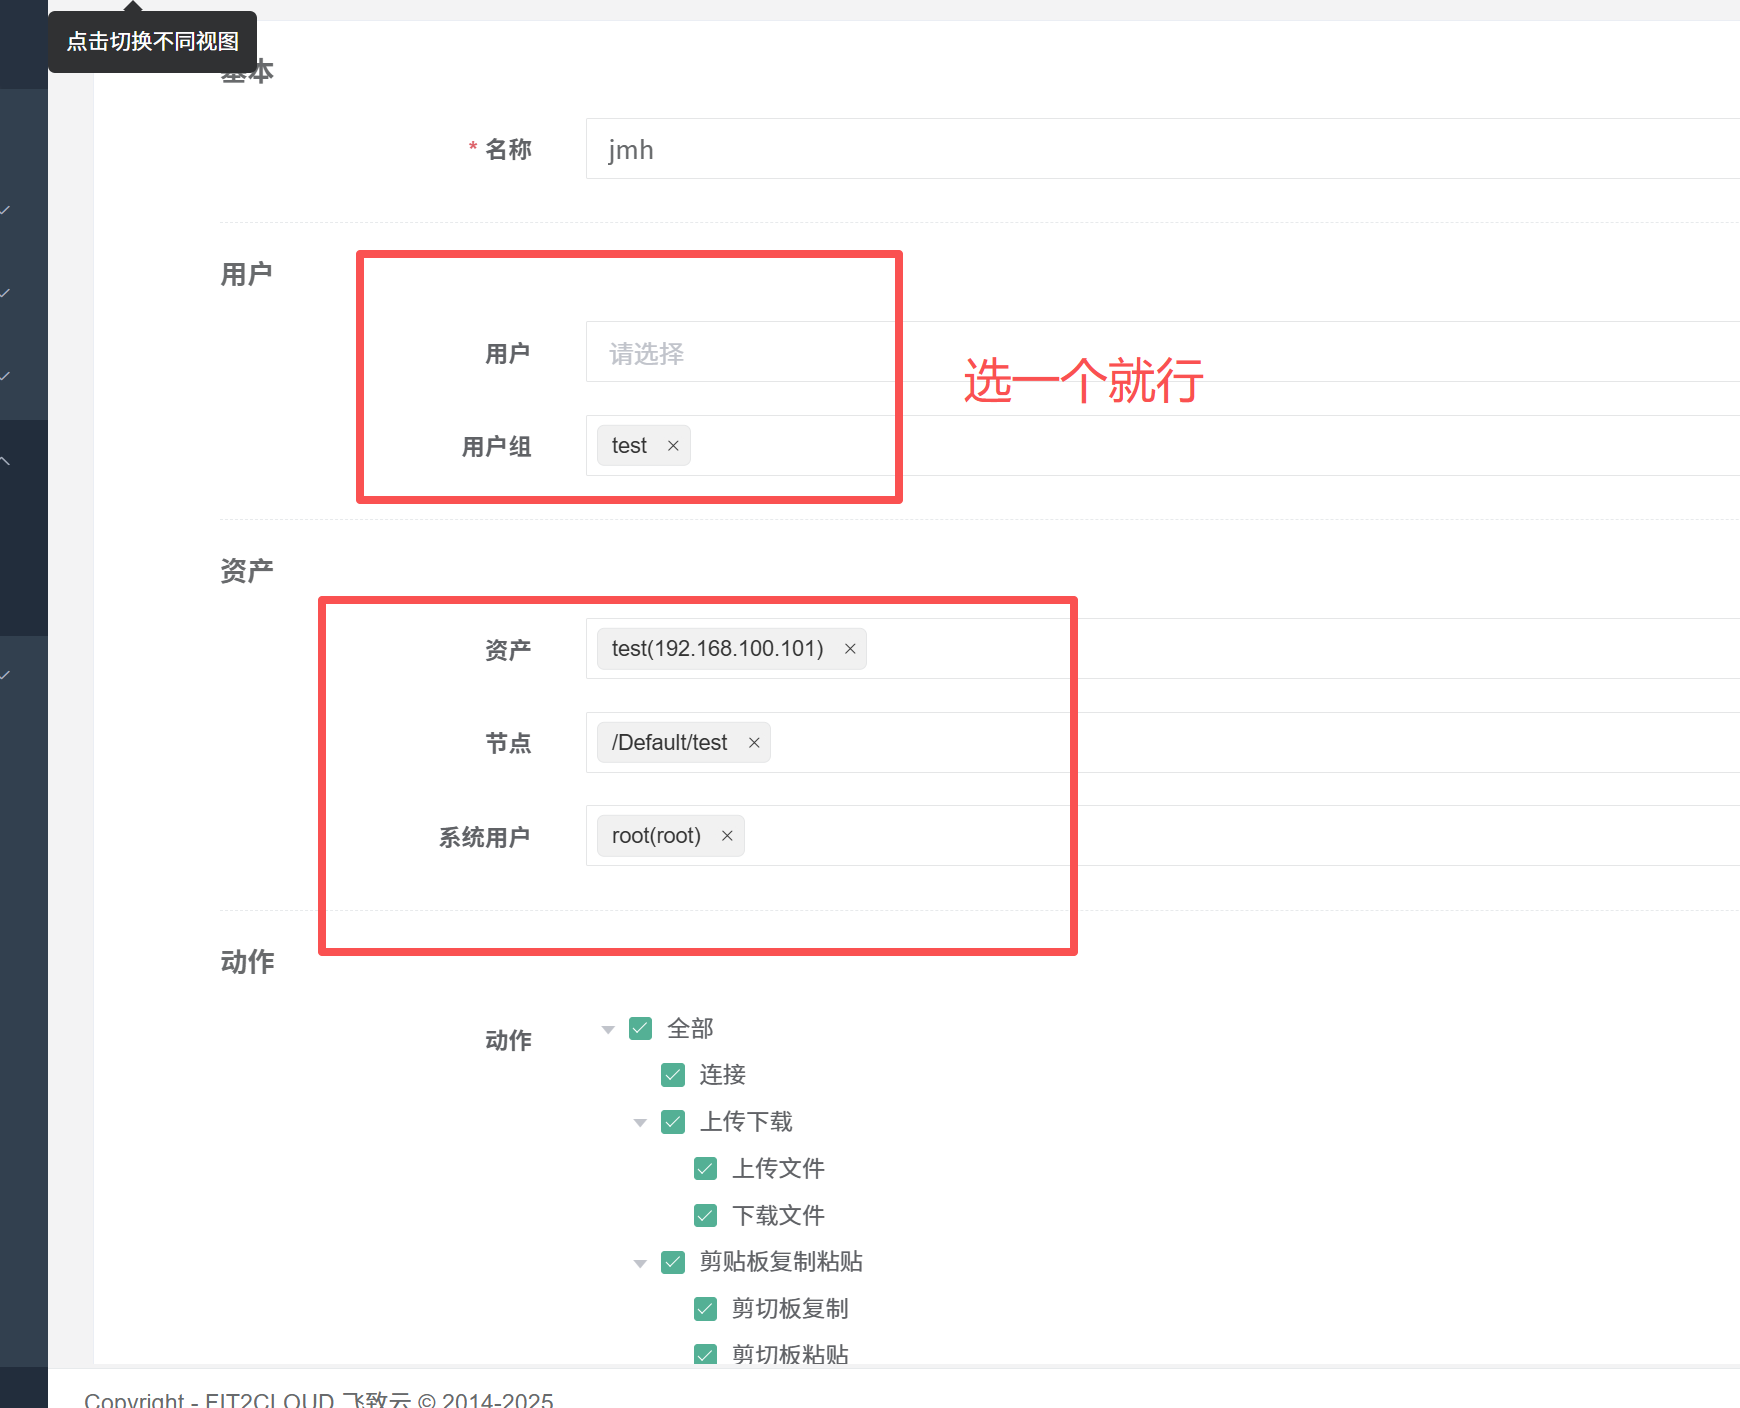 点击切换不同视图
基本
* 名称
jmh
用户
用户
请选择
选一个就行
用户组
test ×
资产
资产
test(192.168.100.101) ×
节点
/Default/test ×
系统用户
root(root) ×
动作
动作
全部
连接
上传下载
上传文件
下载文件
剪贴板复制粘贴
剪切板复制
剪切板粘贴
Copyright - FIT2CLOUD 飞致云 © 2014-2025